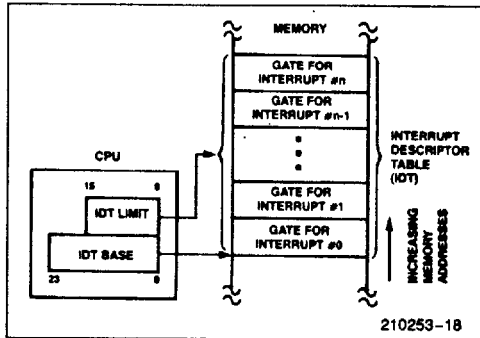 MEMORY
GATE FOR
INTERRUPT #n
GATE FOR
INTERRUPT #n-1
CPU
15 0
IDT LIMIT
IDT BASE
23 0
GATE FOR
INTERRUPT #1
GATE FOR
INTERRUPT #0
INTERRUPT
DESCRIPTOR
TABLE
(IDT)
INCREASING
MEMORY
ADDRESSES
210253-18